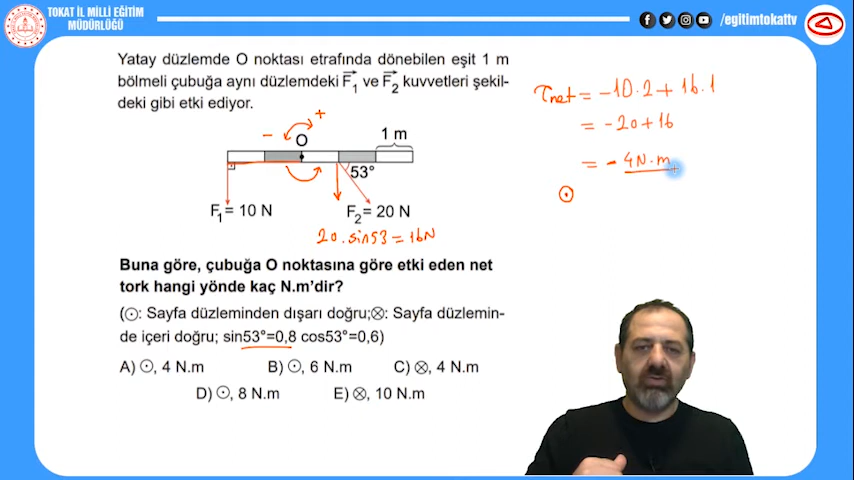 TOKAT İL MİLLİ EĞİTİM
MÜDÜRLÜĞÜ
/egitimtokattv
Yatay düzlemde O noktası etrafında dönebilen eşit 1 m
bölmeli çubuğa aynı düzlemdeki F₁ ve F₂ kuvvetleri şekil-
deki gibi etki ediyor.
- +
O
1 m
53°
F₁= 10 N
F₂= 20 N
20.sin53=16N
τnet = -10.2+16.1
= -20+16
= - 4N.m
⊙
Buna göre, çubuğa O noktasına göre etki eden net
tork hangi yönde kaç N.m'dir?
(⊙: Sayfa düzleminden dışarı doğru;⊗: Sayfa düzlemin-
de içeri doğru; sin53°=0,8 cos53°=0,6)
A) ⊙, 4 N.m B) ⊙, 6 N.m C) ⊗, 4 N.m
D) ⊙, 8 N.m E) ⊗, 10 N.m